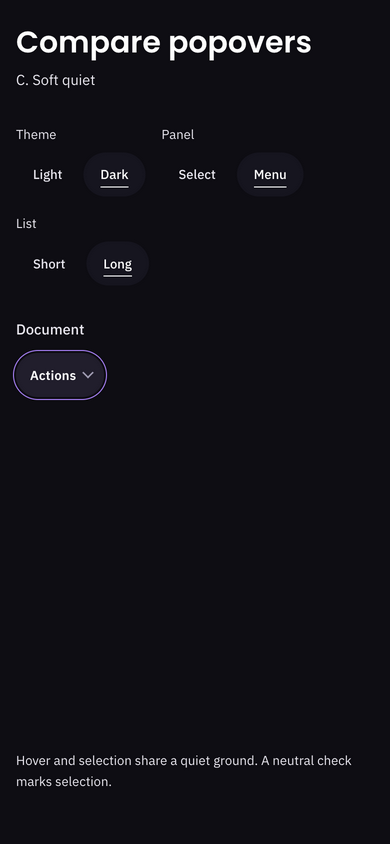 Compare popovers
C. Soft quiet
Theme
Panel
Light
Dark
Select
Menu
List
Short
Long
Document
Actions
Hover and selection share a quiet ground. A neutral check
marks selection.